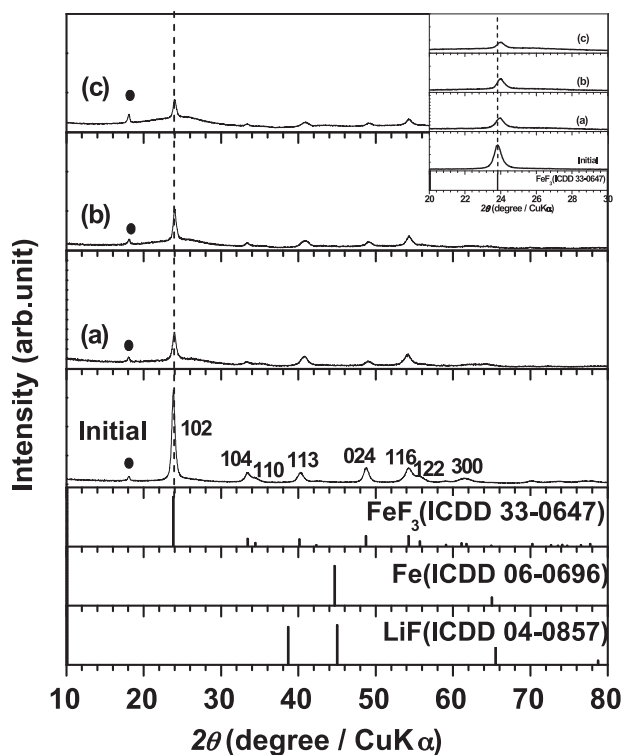 (c)
(b)
(a)
Initial
FeF3(ICDD 33-0647)
20 22 24 26 28 30
2θ (degree / CuKα)
(c)
(b)
(a)
Initial
102
104
110
113
024
116
122
300
FeF3(ICDD 33-0647)
Fe(ICDD 06-0696)
LiF(ICDD 04-0857)
10 20 30 40 50 60 70 80
2θ (degree / CuKα)
Intensity (arb.unit)